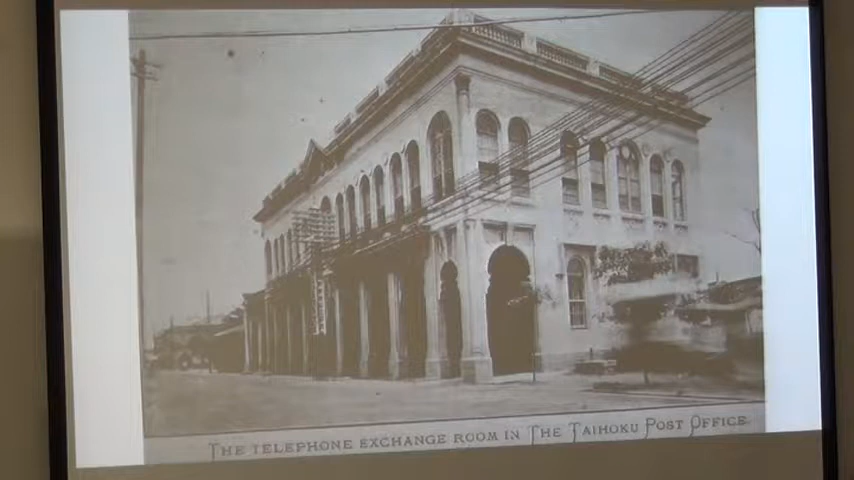 THE TELEPHONE EXCHANGE ROOM IN THE TAIHOKU POST OFFICE.